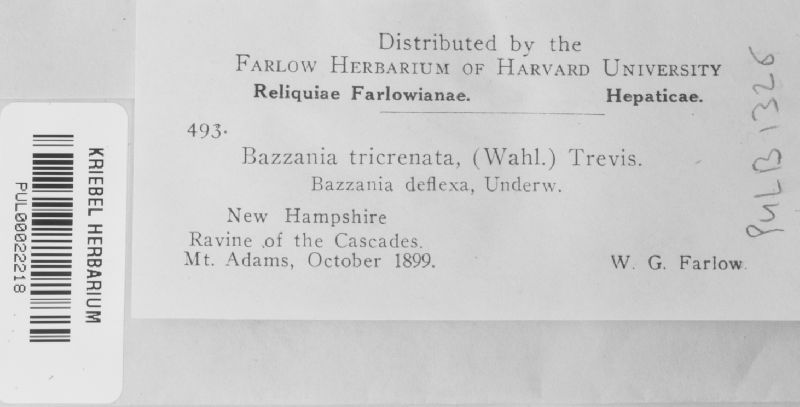 Distributed by the
FARLOW HERBARIUM OF HARVARD UNIVERSITY
Reliquiae Farlowianae. Hepaticae.
493.
Bazzania tricrenata, (Wahl.) Trevis.
Bazzania deflexa, Underw.
New Hampshire
Ravine of the Cascades.
Mt. Adams, October 1899. W. G. Farlow.
PULB1326
KRIEBEL HERBARIUM
PUL00022218